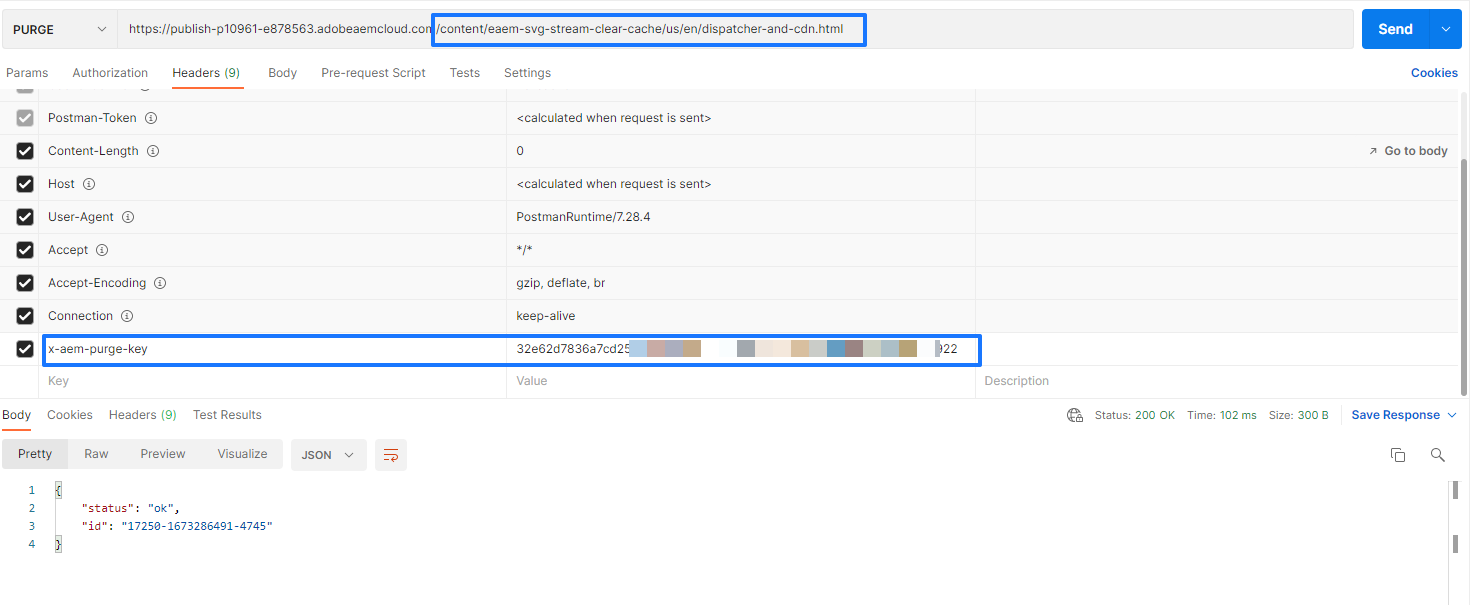 PURGE https://publish-p10961-e878563.adobeaemcloud.com/content/eaem-svg-stream-clear-cache/us/en/dispatcher-and-cdn.html Send
Params Authorization Headers (9) Body Pre-request Script Tests Settings Cookies
Postman-Token <calculated when request is sent>
Content-Length 0 Go to body
Host <calculated when request is sent>
User-Agent PostmanRuntime/7.28.4
Accept */*
Accept-Encoding gzip, deflate, br
Connection keep-alive
x-aem-purge-key 32e62d7836a7cd25 922
Key Value Description
Body Cookies Headers (9) Test Results Status: 200 OK Time: 102 ms Size: 300 B Save Response
Pretty Raw Preview Visualize JSON
1 {
2 "status": "ok",
3 "id": "17250-1673286491-4745"
4 }